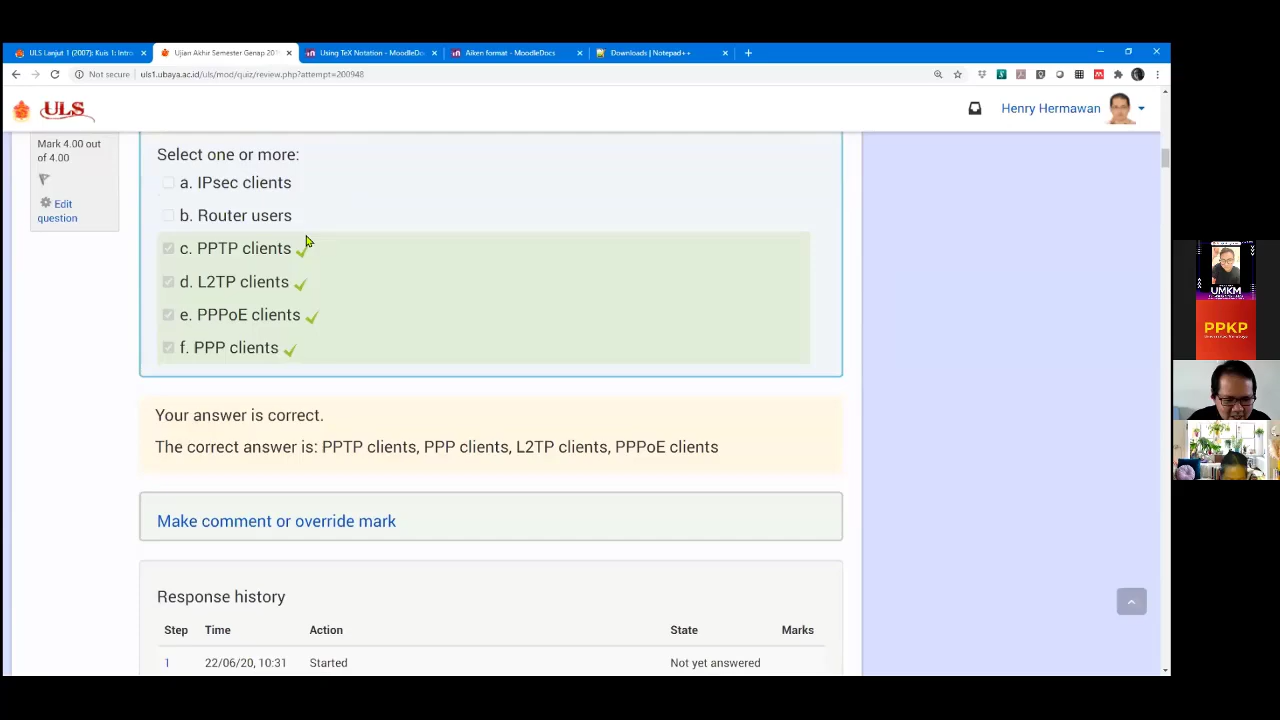 ULS Lanjut 1 (2007): Kuis 1: Intro
Ujian Akhir Semester Genap 201
Using TeX Notation - MoodleDoc
Aiken format - MoodleDocs
Downloads | Notepad++
Not secure | uls1.ubaya.ac.id/uls/mod/quiz/review.php?attempt=200948
ULS
Henry Hermawan
Mark 4.00 out
of 4.00
Edit
question
Select one or more:
a. IPsec clients
b. Router users
c. PPTP clients
d. L2TP clients
e. PPPoE clients
f. PPP clients
Your answer is correct.
The correct answer is: PPTP clients, PPP clients, L2TP clients, PPPoE clients
Make comment or override mark
Response history
Step Time Action State Marks
1 22/06/20, 10:31 Started Not yet answered
UMKM
PPKP